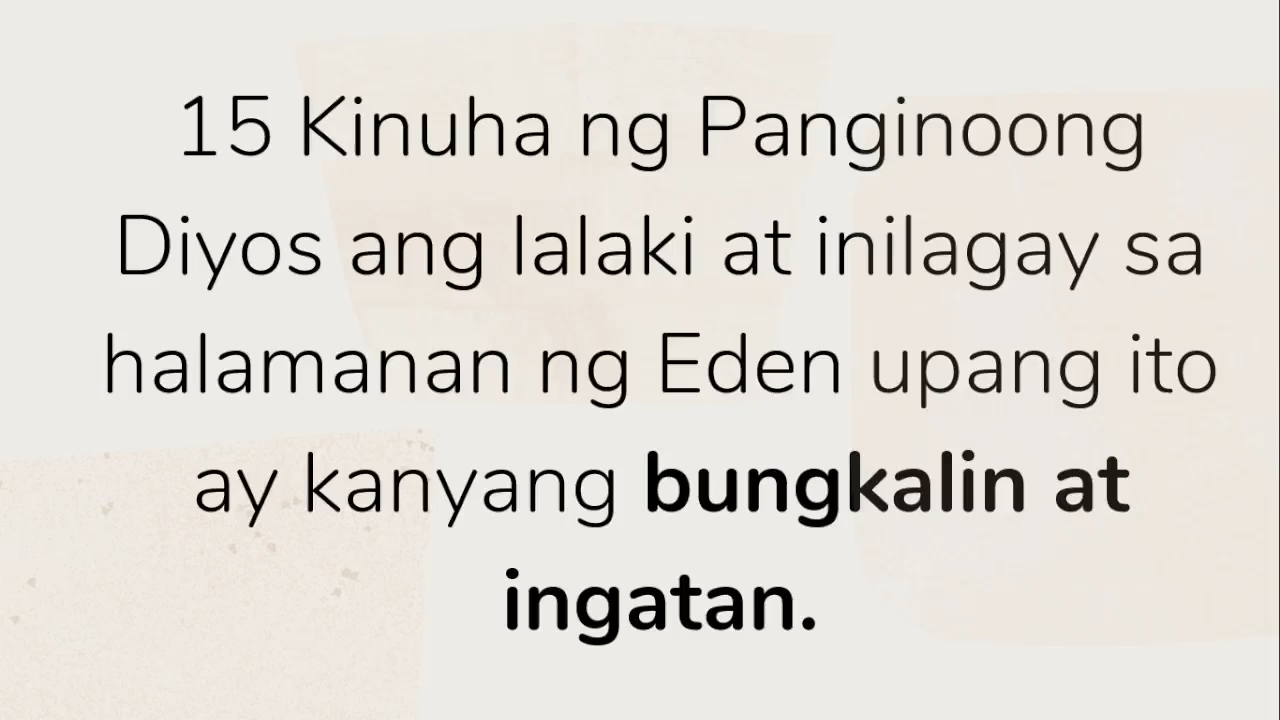 15 Kinuha ng Panginoong
Diyos ang lalaki at inilagay sa
halamanan ng Eden upang ito
ay kanyang bungkalin at
ingatan.